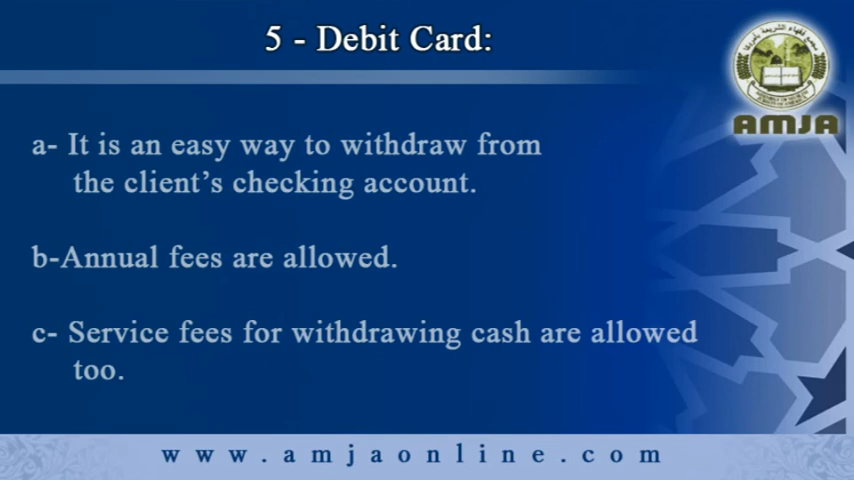 5 - Debit Card:
AMJA
a- It is an easy way to withdraw from
the client's checking account.
b-Annual fees are allowed.
c- Service fees for withdrawing cash are allowed
too.
www.amjaonline.com